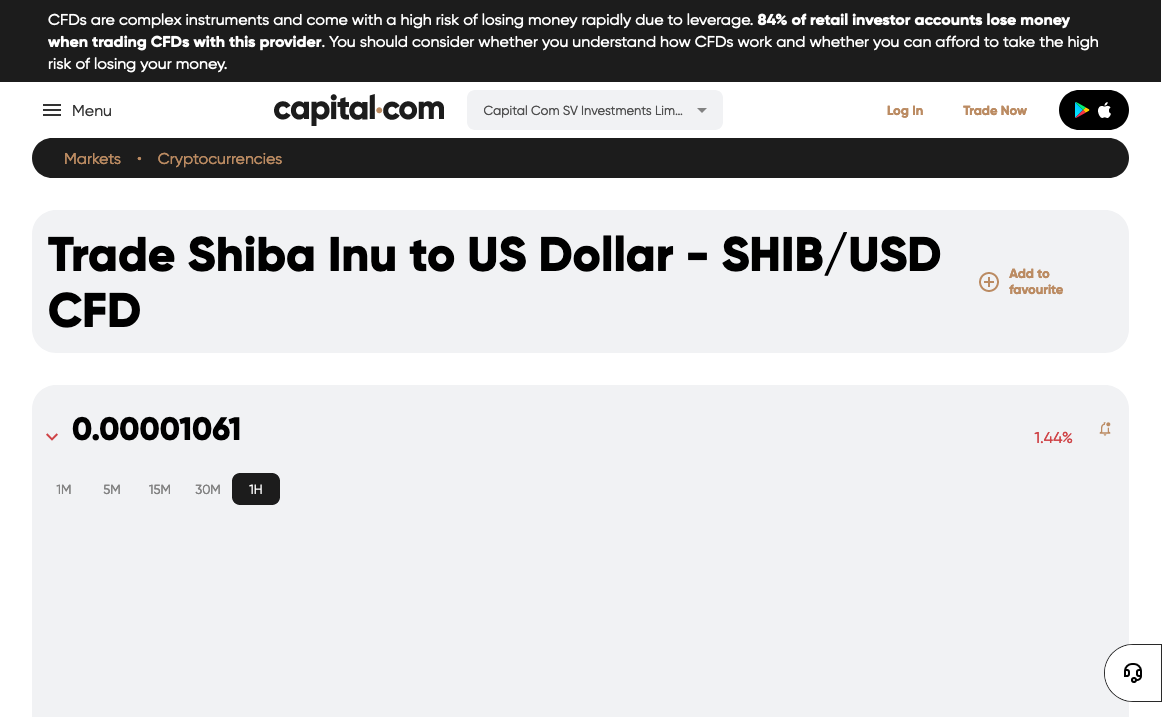 CFDs are complex instruments and come with a high risk of losing money rapidly due to leverage. 84% of retail investor accounts lose money
when trading CFDs with this provider. You should consider whether you understand how CFDs work and whether you can afford to take the high
risk of losing your money.
Menu
capital.com
Capital Com SV Investments Lim...
Log In
Trade Now
Markets • Cryptocurrencies
Trade Shiba Inu to US Dollar - SHIB/USD
CFD
Add to
favourite
0.00001061
1.44%
1M 5M 15M 30M 1H